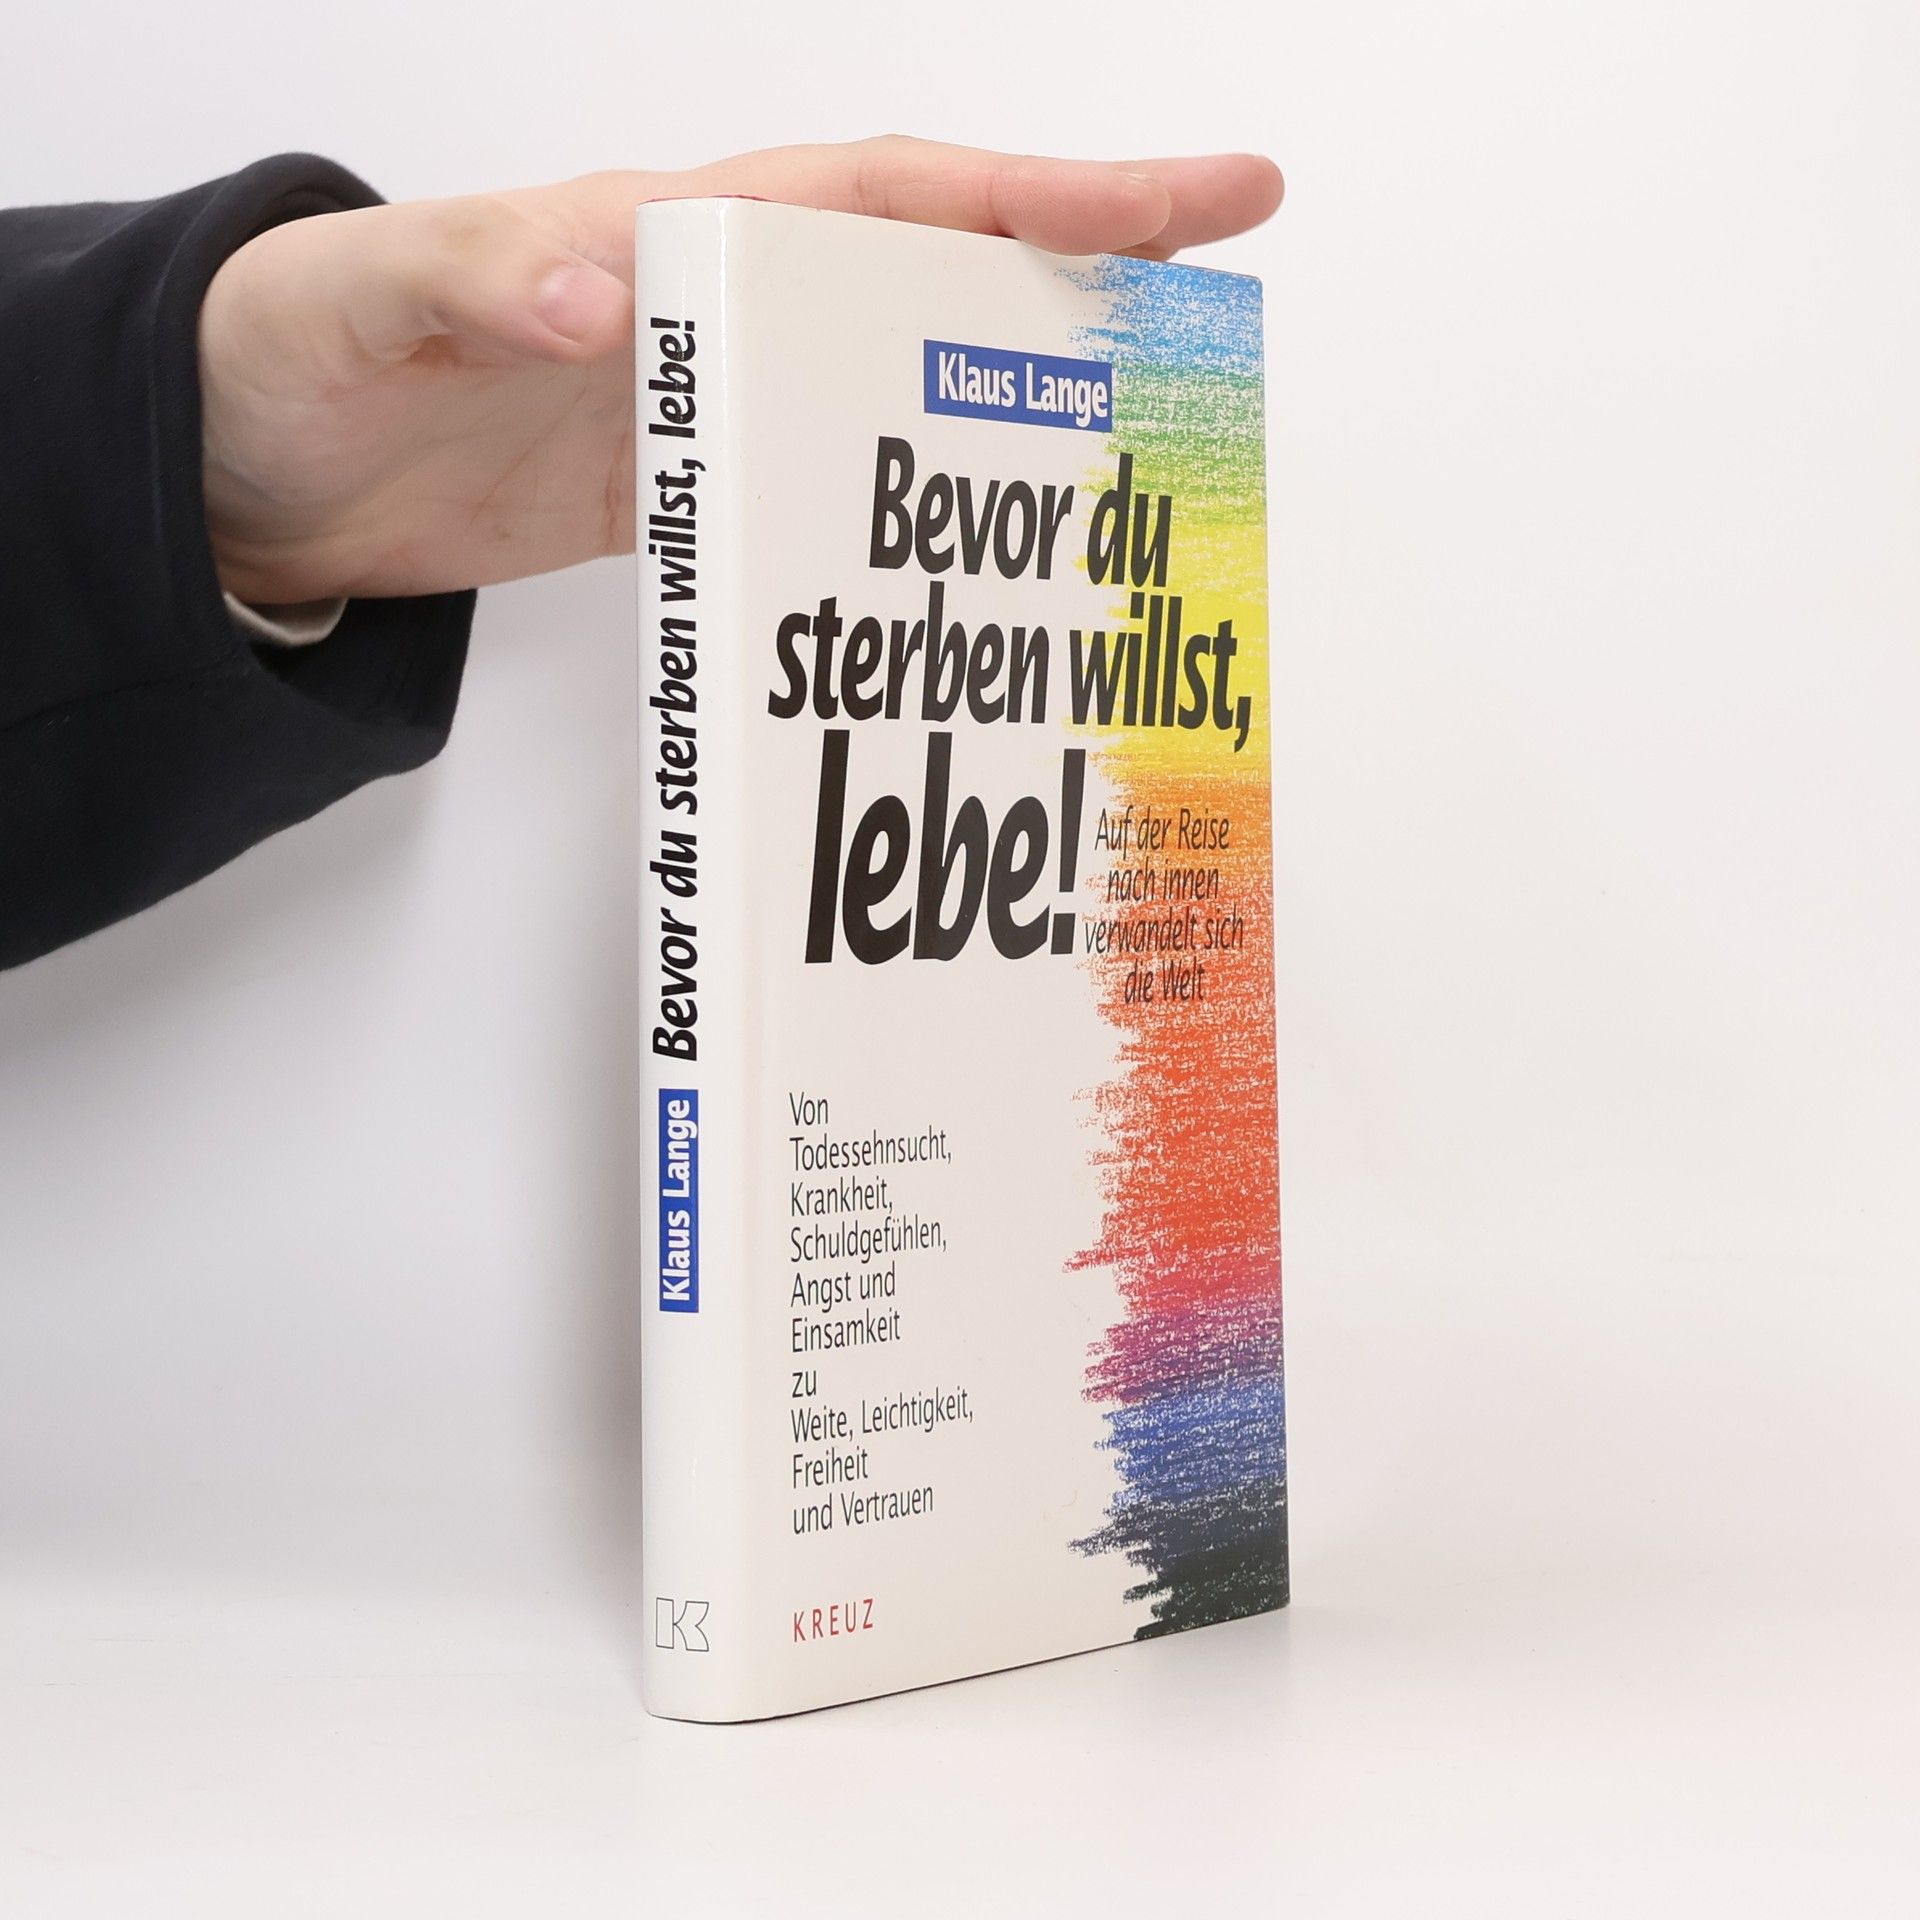 Bevor du sterben willst, lebe!
Klaus Lange
Klaus Lange
Bevor du
sterben willst,
lebe!
Auf der Reise
nach innen
verwandelt sich
die Welt
Von
Todessehnsucht,
Krankheit,
Schuldgefühlen,
Angst und
Einsamkeit
zu
Weite, Leichtigkeit,
Freiheit
und Vertrauen
KREUZ
K